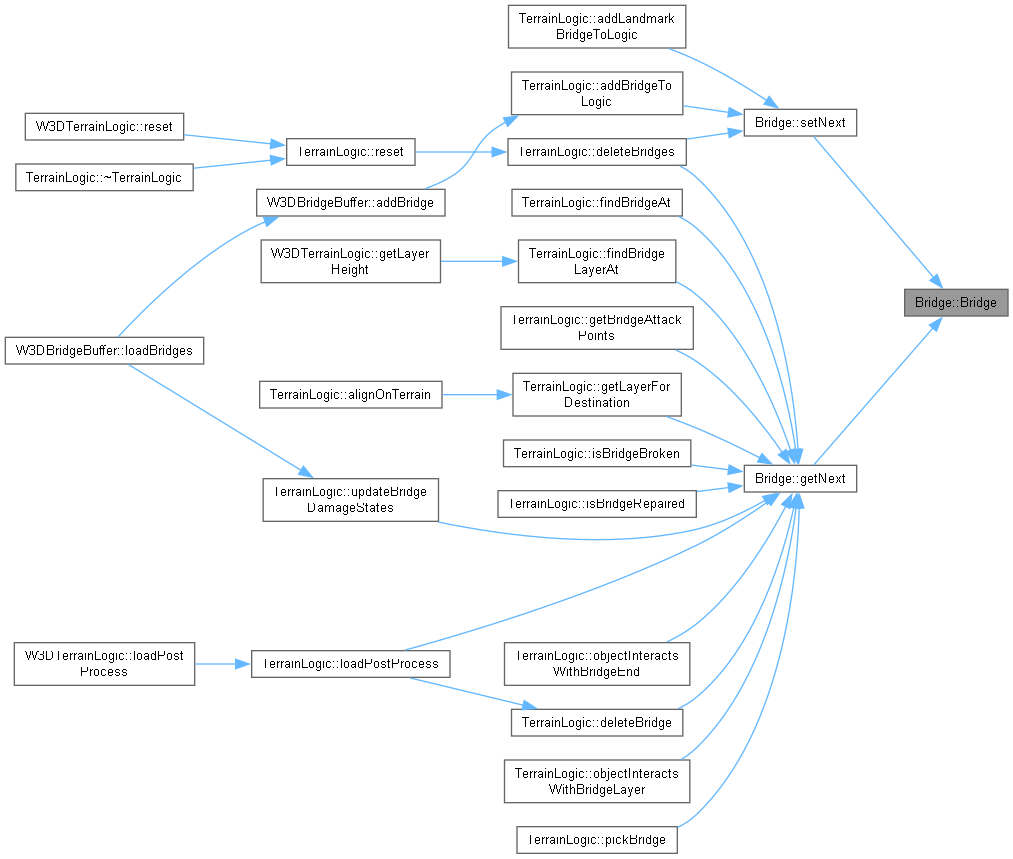 TerrainLogic::addLandmark
BridgeToLogic
TerrainLogic::addBridgeTo
Logic
W3DTerrainLogic::reset
Bridge::setNext
TerrainLogic::reset
TerrainLogic::deleteBridges
TerrainLogic::~TerrainLogic
W3DBridgeBuffer::addBridge
TerrainLogic::findBridgeAt
W3DTerrainLogic::getLayer
Height
TerrainLogic::findBridge
LayerAt
Bridge::Bridge
TerrainLogic::getBridgeAttack
Points
W3DBridgeBuffer::loadBridges
TerrainLogic::alignOnTerrain
TerrainLogic::getLayerFor
Destination
TerrainLogic::isBridgeBroken
Bridge::getNext
TerrainLogic::updateBridge
DamageStates
TerrainLogic::isBridgeRepaired
W3DTerrainLogic::loadPost
Process
TerrainLogic::loadPostProcess
TerrainLogic::objectInteracts
WithBridgeEnd
TerrainLogic::deleteBridge
TerrainLogic::objectInteracts
WithBridgeLayer
TerrainLogic::pickBridge